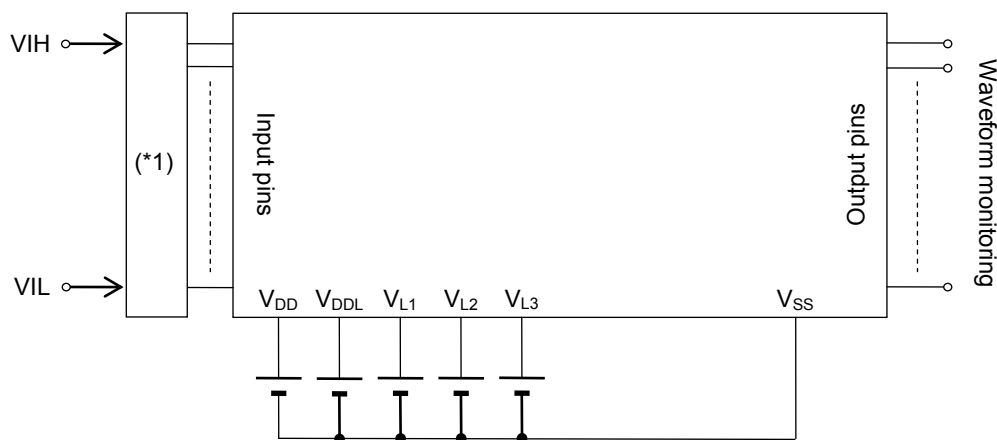 VIH
(*1)
VIL
Input pins
Output pins
Waveform monitoring
VDD VDDL VL1 VL2 VL3 VSS